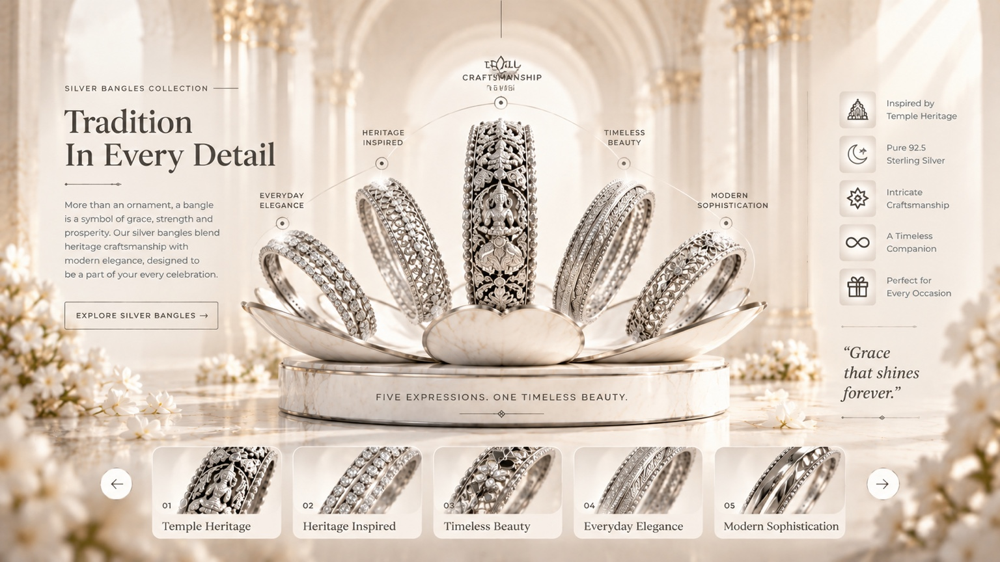 SILVER BANGLES COLLECTION
Tradition
In Every Detail
More than an ornament, a bangle
is a symbol of grace, strength and
prosperity. Our silver bangles blend
heritage craftsmanship with
modern elegance, designed to
be a part of your every celebration.
EXPLORE SILVER BANGLES →
EVERYDAY
ELEGANCE
HERITAGE
INSPIRED
CRAFTSMANSHIP
TIMELESS
BEAUTY
MODERN
SOPHISTICATION
FIVE EXPRESSIONS. ONE TIMELESS BEAUTY.
Inspired by
Temple Heritage
Pure 92.5
Sterling Silver
Intricate
Craftsmanship
A Timeless
Companion
Perfect for
Every Occasion
“Grace
that shines
forever.”
01
Temple Heritage
02
Heritage Inspired
03
Timeless Beauty
04
Everyday Elegance
05
Modern Sophistication